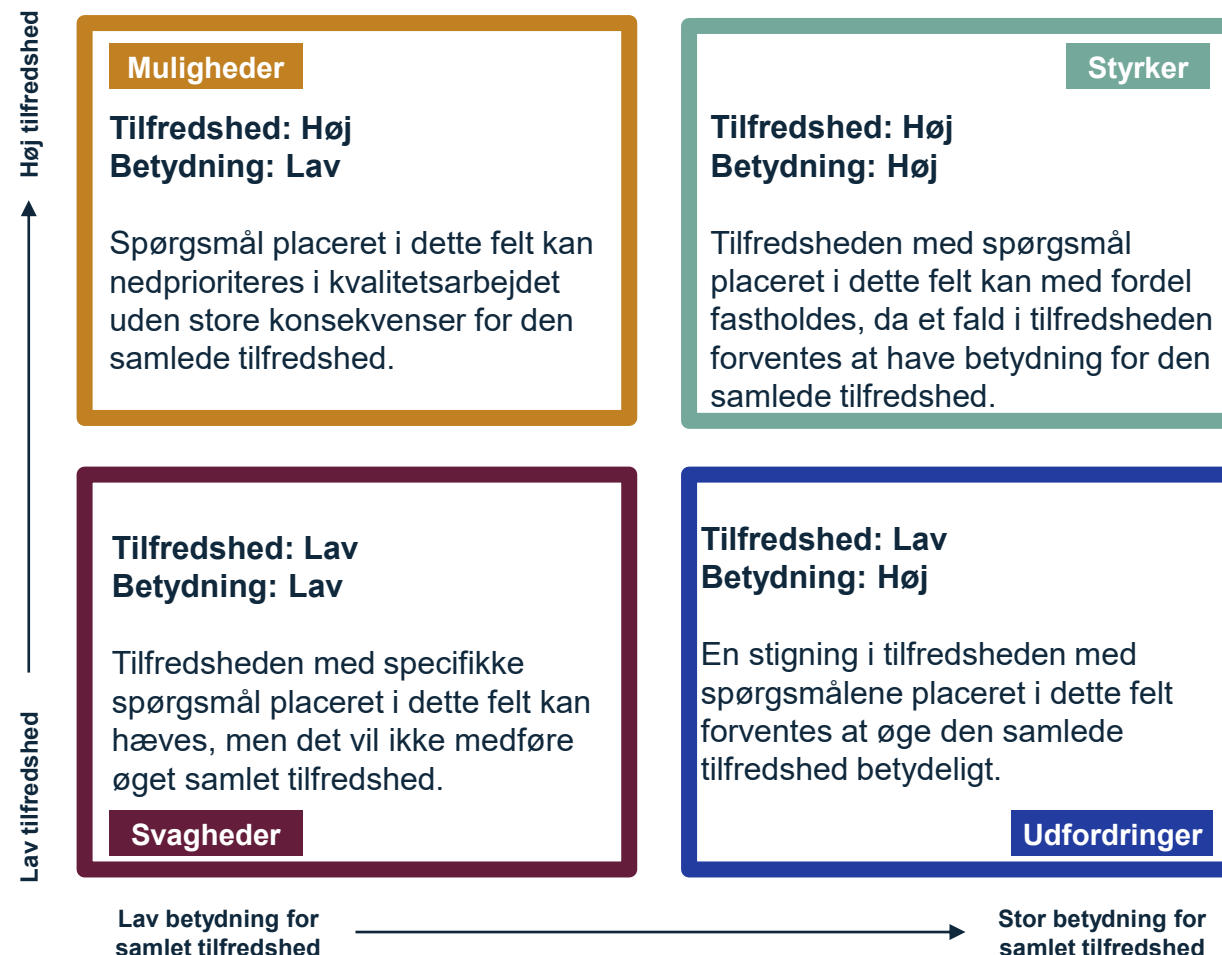 Høj tilfredshed
Muligheder
Tilfredshed: Høj
Betydning: Lav
Spørgsmål placeret i dette felt kan
nedprioriteres i kvalitetsarbejdet
uden store konsekvenser for den
samlede tilfredshed.
Styrker
Tilfredshed: Høj
Betydning: Høj
Tilfredsheden med spørgsmål
placeret i dette felt kan med fordel
fastholdes, da et fald i tilfredsheden
forventes at have betydning for den
samlede tilfredshed.
Lav tilfredshed
Tilfredshed: Lav
Betydning: Lav
Tilfredsheden med specifikke
spørgsmål placeret i dette felt kan
hæves, men det vil ikke medføre
øget samlet tilfredshed.
Svagheder
Tilfredshed: Lav
Betydning: Høj
En stigning i tilfredsheden med
spørgsmålene placeret i dette felt
forventes at øge den samlede
tilfredshed betydeligt.
Udfordringer
Lav betydning for
samlet tilfredshed
Stor betydning for
samlet tilfredshed